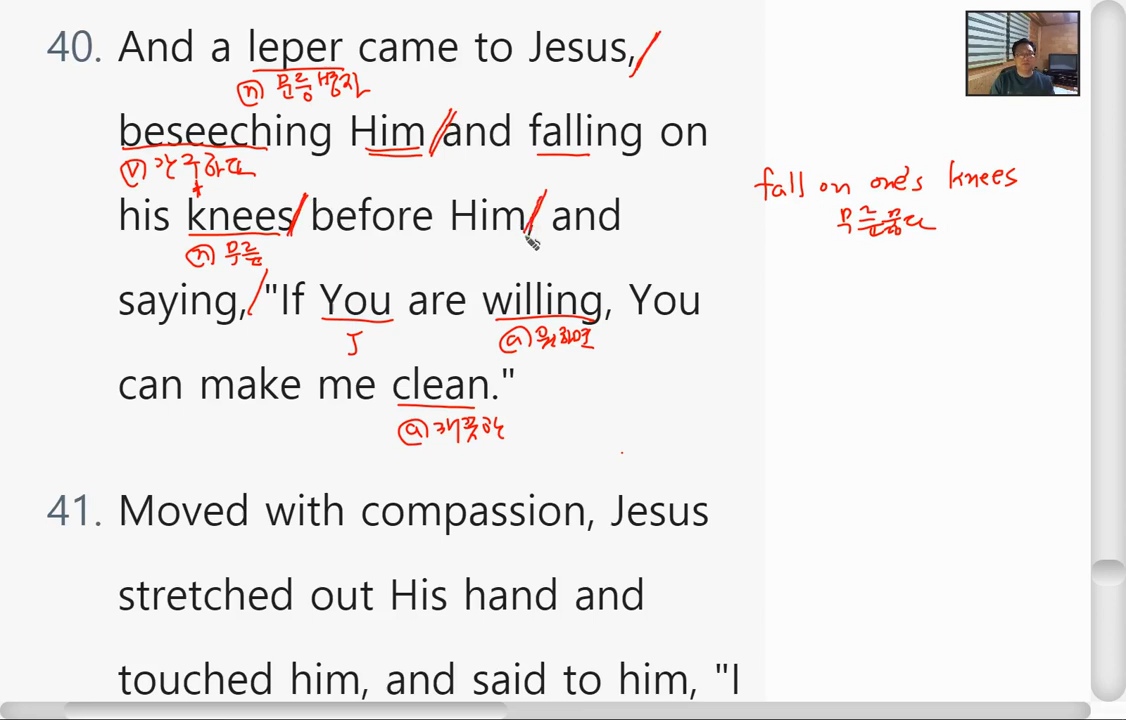 40. And a leper came to Jesus,
ⓝ 문둥병자
beseeching Him and falling on
ⓥ 간구하다
fall on one's knees
his knees before Him and
무릎꿇다
ⓝ 무릎
saying, "If You are willing, You
J
ⓐ 원하면
can make me clean."
ⓐ 깨끗한
41. Moved with compassion, Jesus
stretched out His hand and
touched him, and said to him, "I